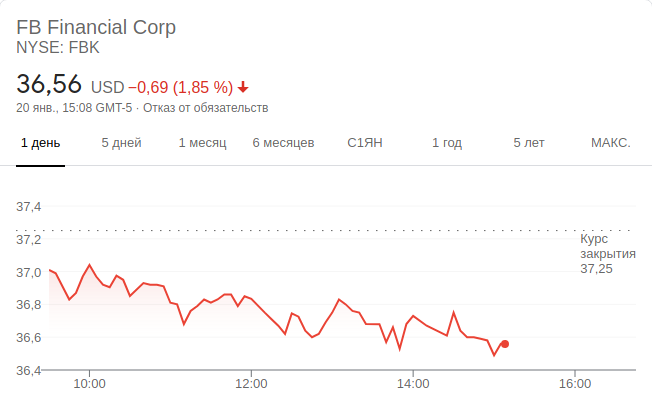 FB Financial Corp
NYSE: FBK
36,56 USD −0,69 (1,85 %)
20 янв., 15:08 GMT-5 · Отказ от обязательств
1 день 5 дней 1 месяц 6 месяцев С1ЯН 1 год 5 лет МАКС.
37,4
37,2
37,0
36,8
36,6
36,4
Курс
закрытия
37,25
10:00 12:00 14:00 16:00